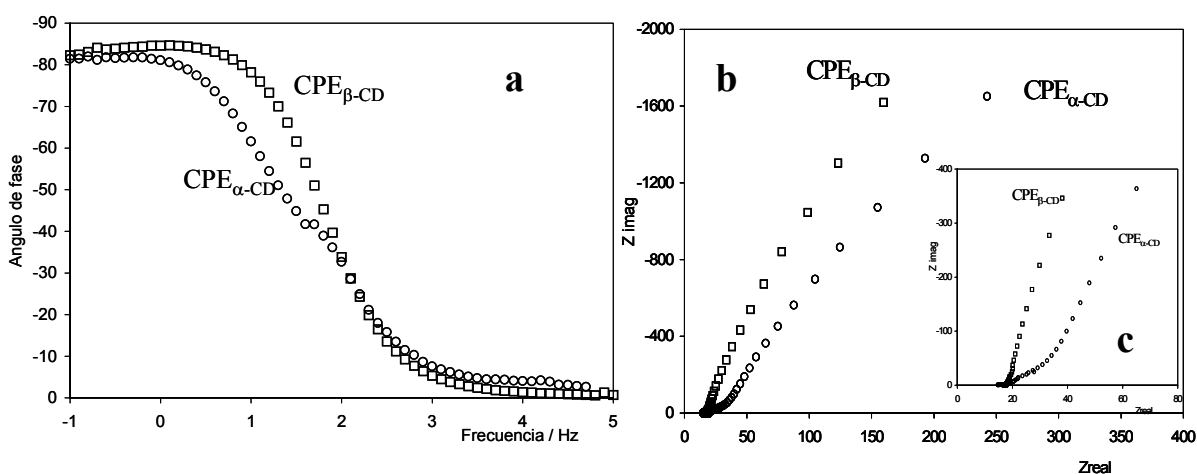 -90
-80
-70
-60
-50
-40
-30
-20
-10
0
Angulo de fase
-1 0 1 2 3 4 5
Frecuencia / Hz
CPEβ-CD
CPEα-CD
a
-2000
-1600
-1200
-800
-400
0
Z imag
0 50 100 150 200 250 300 350 400
Zreal
b
CPEβ-CD
CPEα-CD
-400
-300
-200
-100
0
Z imag
0 20 40 60 80
Zreal
CPEβ-CD
CPEα-CD
c